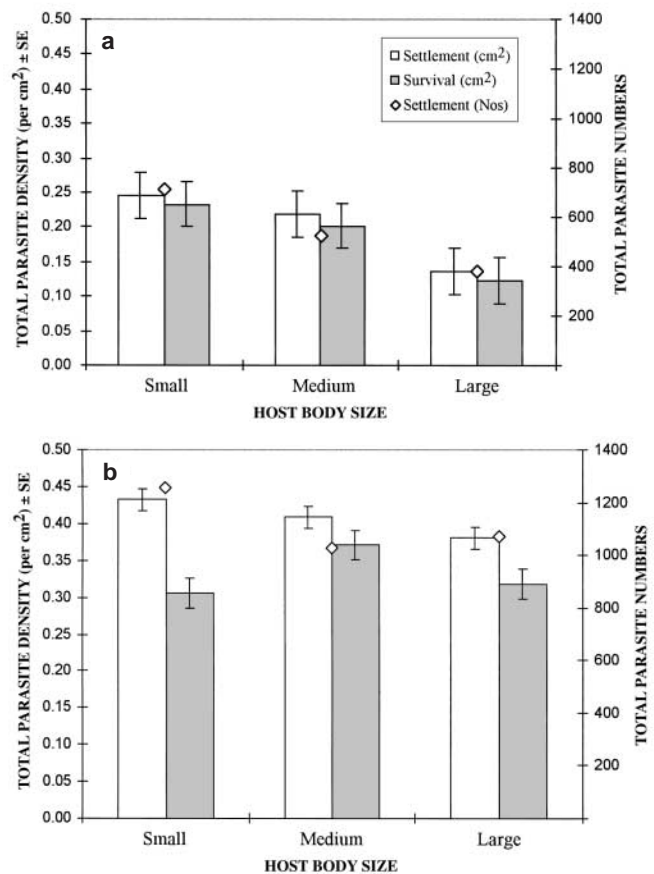 a
TOTAL PARASITE DENSITY (per cm²) ± SE
0.50
0.45
0.40
0.35
0.30
0.25
0.20
0.15
0.10
0.05
0.00
Settlement (cm²)
Survival (cm²)
Settlement (Nos)
1400
1200
1000
800
600
400
200
TOTAL PARASITE NUMBERS
Small Medium Large
HOST BODY SIZE
b
TOTAL PARASITE DENSITY (per cm²) ± SE
0.50
0.45
0.40
0.35
0.30
0.25
0.20
0.15
0.10
0.05
0.00
1400
1200
1000
800
600
400
200
TOTAL PARASITE NUMBERS
Small Medium Large
HOST BODY SIZE